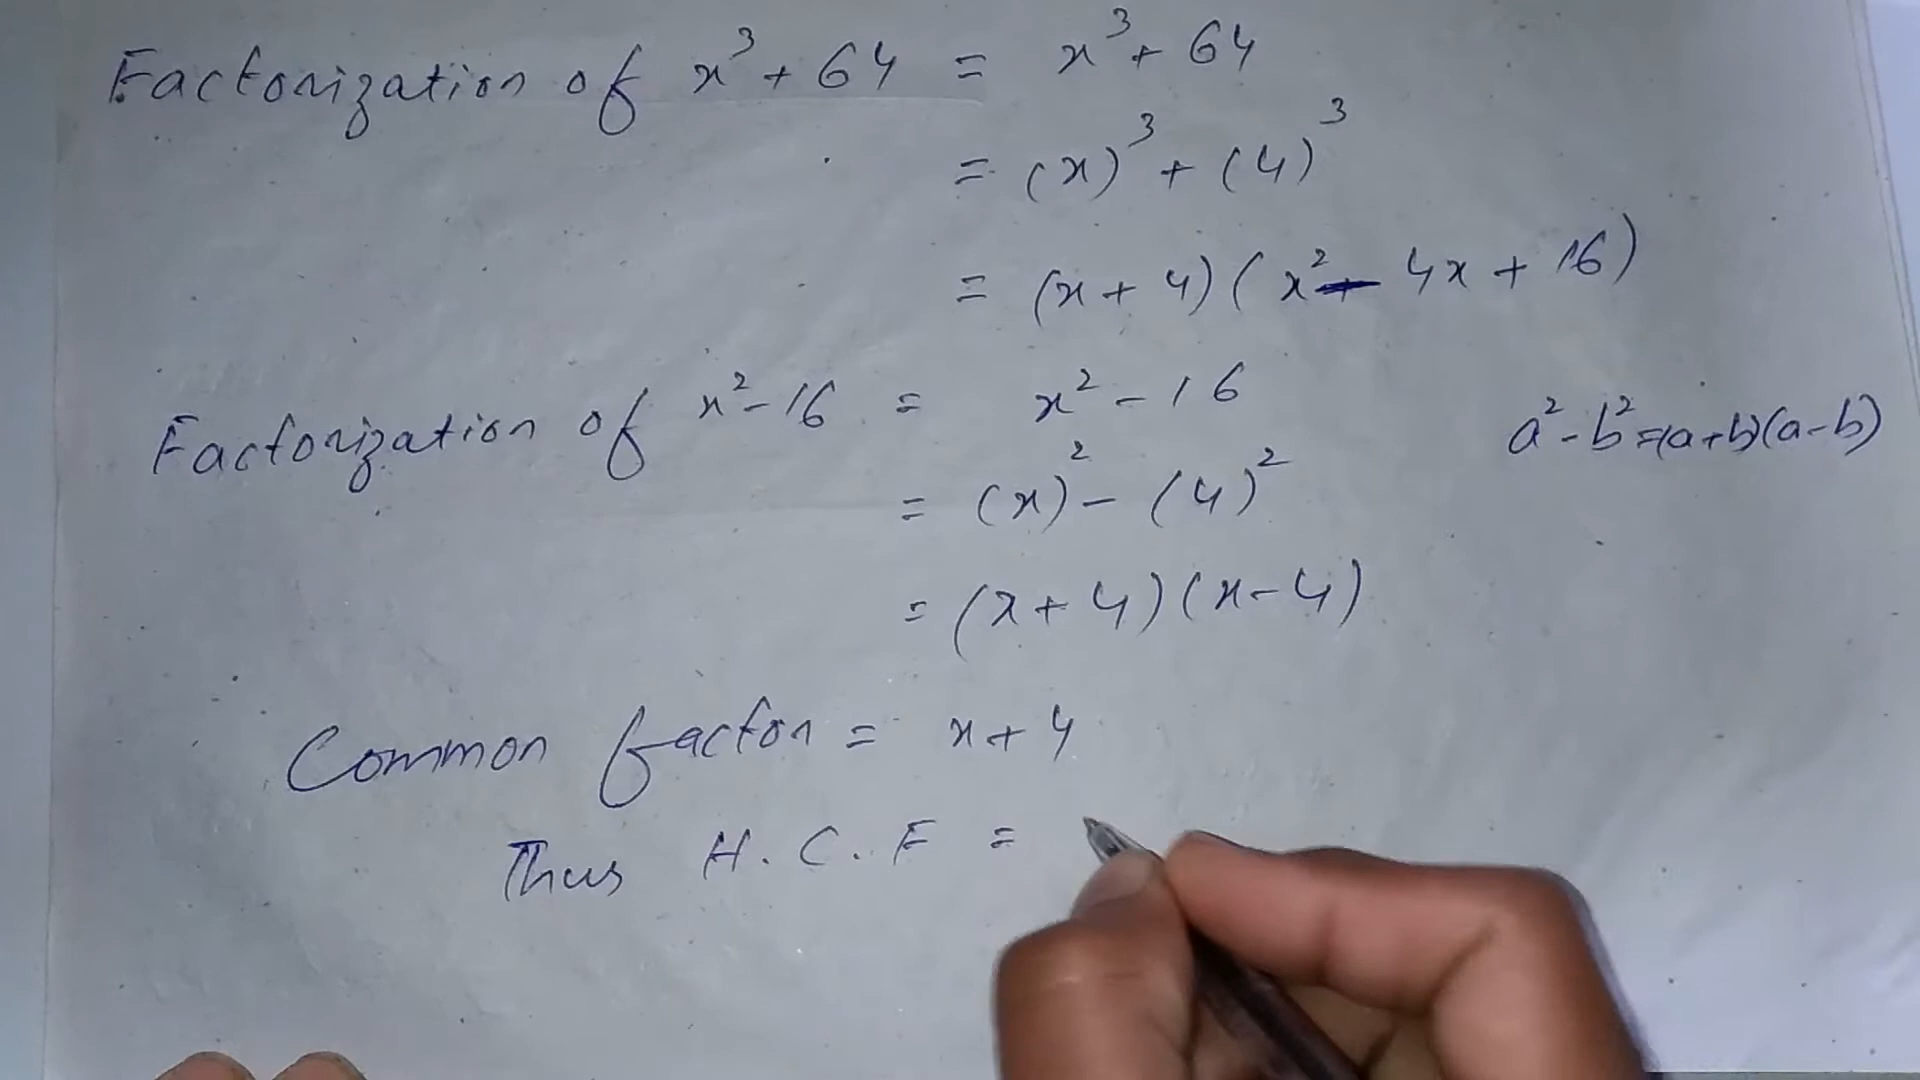 Factorization of x³ + 64 = x³ + 64
= (x)³ + (4)³
= (x + 4) (x² - 4x + 16)
Factorization of x² - 16 = x² - 16
a² - b² = (a + b)(a - b)
= (x)² - (4)²
= (x + 4) (x - 4)
Common factor = x + 4
Thus H.C.F =